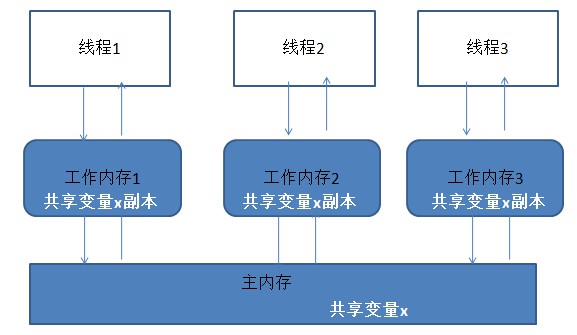 线程1
线程2
线程3
工作内存1
共享变量x副本
工作内存2
共享变量x副本
工作内存3
共享变量x副本
主内存
共享变量x